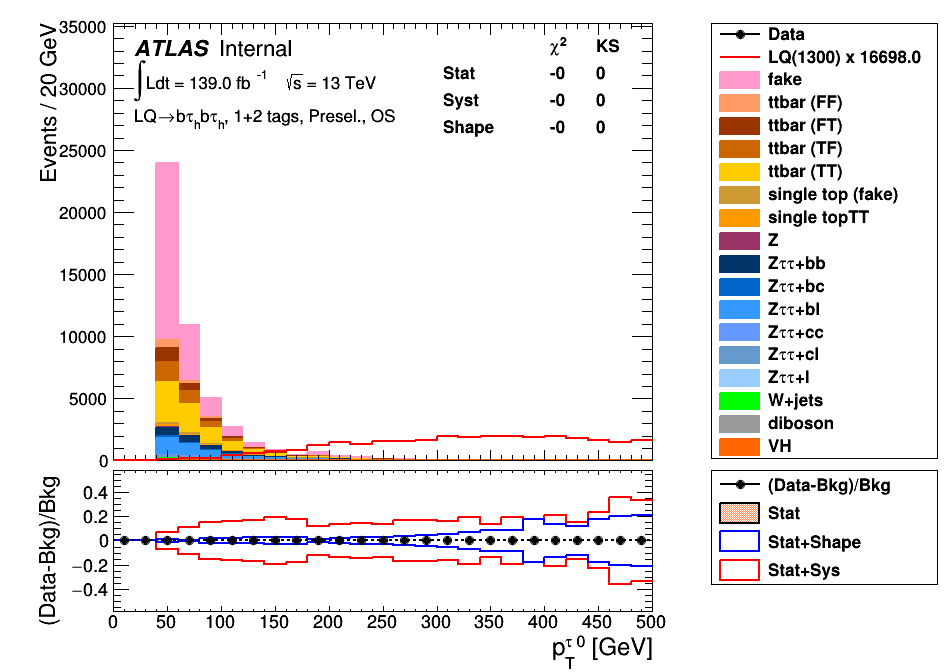 ATLAS Internal
∫Ldt = 139.0 fb⁻¹ √s = 13 TeV
LQ→bτₕbτₕ, 1+2 tags, Presel., OS
χ² KS
Stat -0 0
Syst -0 0
Shape -0 0
Events / 20 GeV
35000
30000
25000
20000
15000
10000
5000
0
Data
LQ(1300) x 16698.0
fake
ttbar (FF)
ttbar (FT)
ttbar (TF)
ttbar (TT)
single top (fake)
single topTT
Z
Zττ+bb
Zττ+bc
Zττ+bl
Zττ+cc
Zττ+cl
Zττ+l
W+jets
diboson
VH
(Data-Bkg)/Bkg
0.4
0.2
0
−0.2
−0.4
0 50 100 150 200 250 300 350 400 450 500
p_T^τ 0 [GeV]
(Data-Bkg)/Bkg
Stat
Stat+Shape
Stat+Sys